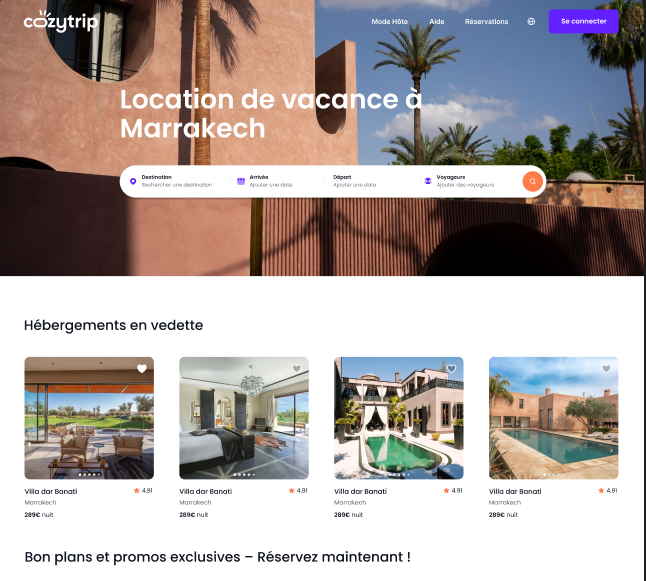 cozytrip
Mode Hôte Aide Réservations Se connecter
Location de vacance à
Marrakech
Destination Arrivée Départ Voyageurs
Rechercher une destination Ajouter une date Ajouter une date Ajouter des voyageurs
Hébergements en vedette
Villa dar Banati 4.91 Villa dar Banati 4.91 Villa dar Banati 4.91 Villa dar Banati 4.91
Marrakech Marrakech Marrakech Marrakech
289€ nuit 289€ nuit 289€ nuit 289€ nuit
Bon plans et promos exclusives – Réservez maintenant !